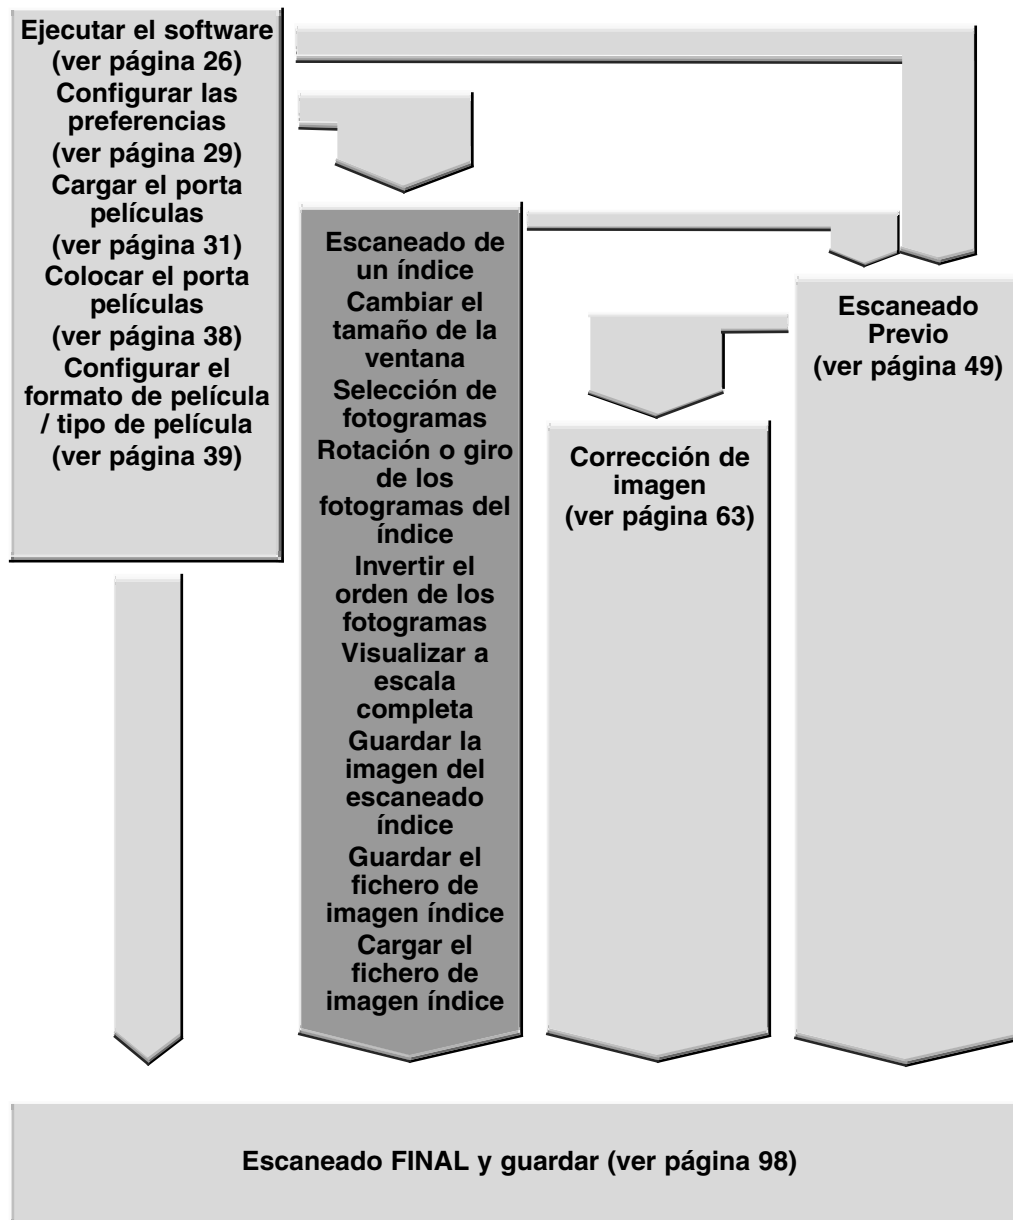 Ejecutar el software
(ver página 26)
Configurar las
preferencias
(ver página 29)
Cargar el porta
películas
(ver página 31)
Colocar el porta
películas
(ver página 38)
Configurar el
formato de película
/ tipo de película
(ver página 39)
Escaneado de
un índice
Cambiar el
tamaño de la
ventana
Selección de
fotogramas
Rotación o giro
de los
fotogramas del
índice
Invertir el
orden de los
fotogramas
Visualizar a
escala
completa
Guardar la
imagen del
escaneado
índice
Guardar el
fichero de
imagen índice
Cargar el
fichero de
imagen índice
Corrección de
imagen
(ver página 63)
Escaneado
Previo
(ver página 49)
Escaneado FINAL y guardar (ver página 98)